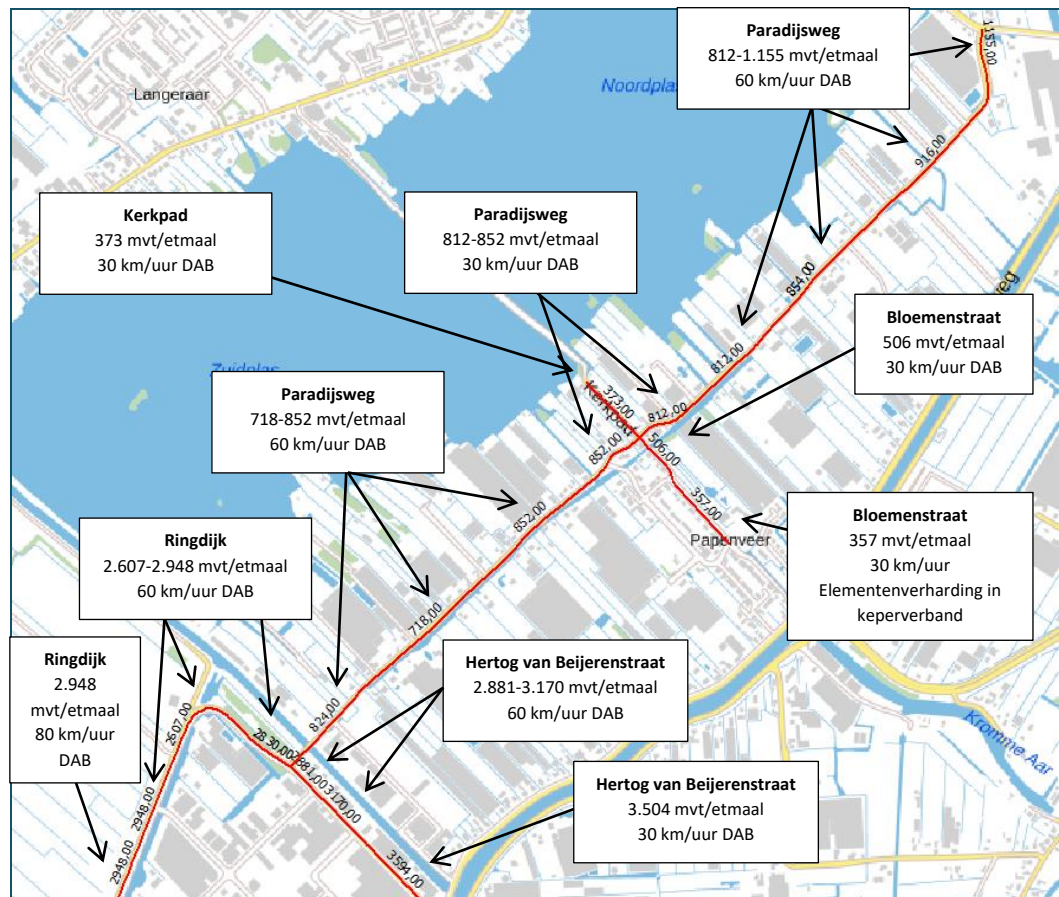 Paradijsweg
812-1.155 mvt/etmaal
60 km/uur DAB
1155,00
Langeraar
Noordplas
916,00
Kerkpad
373 mvt/etmaal
30 km/uur DAB
Paradijsweg
812-852 mvt/etmaal
30 km/uur DAB
854,00
weg
Bloemenstraat
506 mvt/etmaal
30 km/uur DAB
812,00
Zuidplas
Paradijsweg
718-852 mvt/etmaal
60 km/uur DAB
373,00
Kerkpad
812,00
852,00
506,00
357,00
852,00
Papenveer
Bloemenstraat
357 mvt/etmaal
30 km/uur
Elementenverharding in
keperverband
Ringdijk
2.607-2.948 mvt/etmaal
60 km/uur DAB
718,00
Ringdijk
2.948
mvt/etmaal
80 km/uur
DAB
Hertog van Beijerenstraat
2.881-3.170 mvt/etmaal
60 km/uur DAB
824,00
2607,00
2830,00
2881,00
3170,00
Kromme Aar
2948,00
Hertog van Beijerenstraat
3.504 mvt/etmaal
30 km/uur DAB
2948,00
3594,00